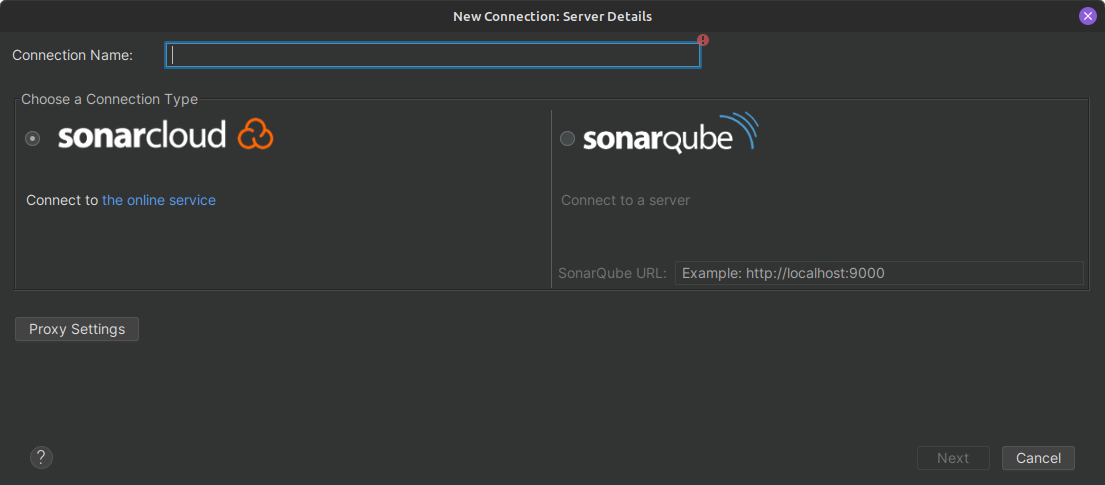 New Connection: Server Details
Connection Name:
Choose a Connection Type
sonarcloud
sonarqube
Connect to the online service
Connect to a server
SonarQube URL: Example: http://localhost:9000
Proxy Settings
? Next Cancel